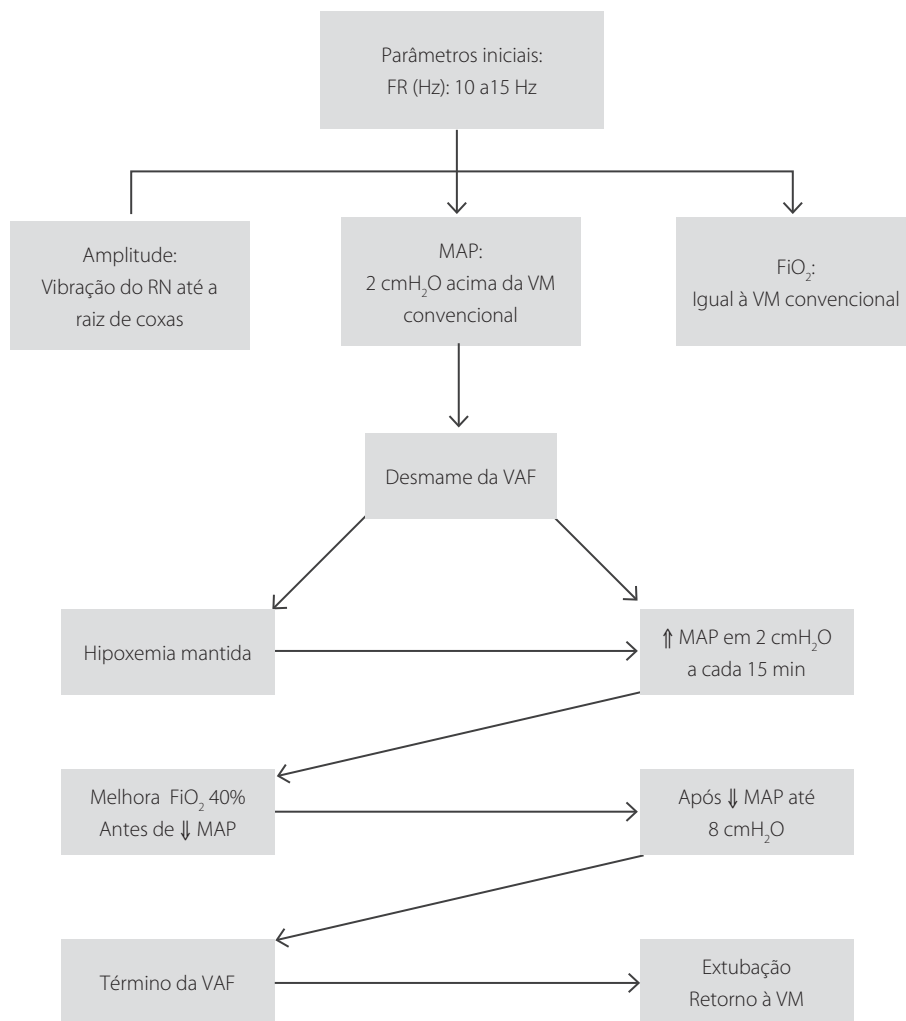 Parâmetros iniciais:
FR (Hz): 10 a15 Hz
Amplitude:
Vibração do RN até a
raiz de coxas
MAP:
2 cmH₂O acima da VM
convencional
FiO₂:
Igual à VM convencional
Desmame da VAF
Hipoxemia mantida
⇑ MAP em 2 cmH₂O
a cada 15 min
Melhora FiO₂ 40%
Antes de ⇓ MAP
Após ⇓ MAP até
8 cmH₂O
Término da VAF
Extubação
Retorno à VM